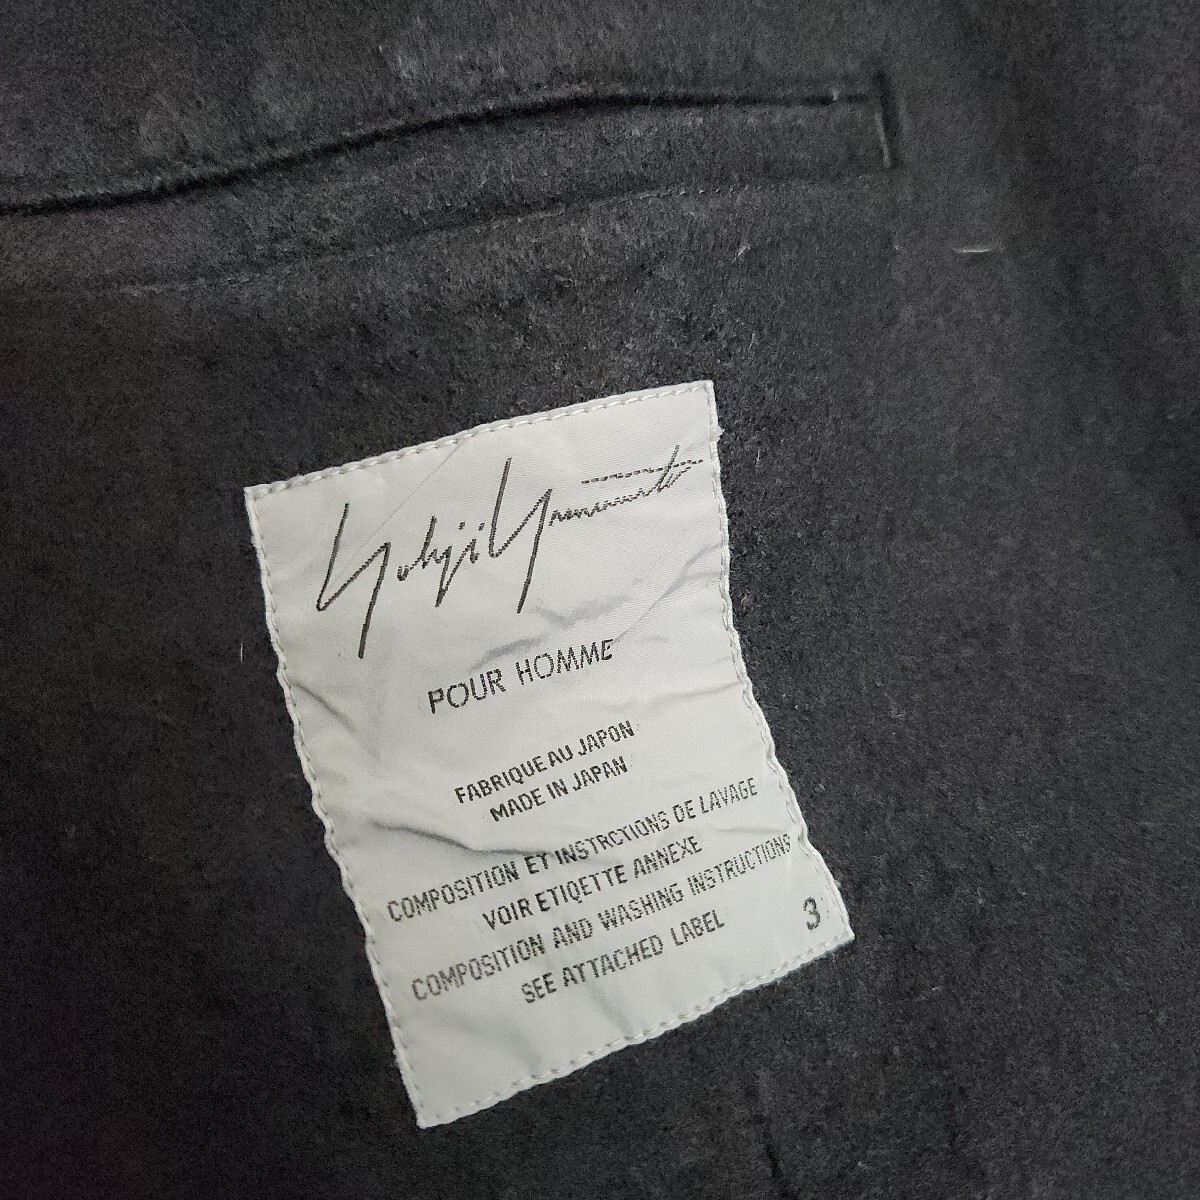 Yohji Yamamoto
POUR HOMME
FABRIQUE AU JAPON
MADE IN JAPAN
COMPOSITION ET INSTRCTIONS DE LAVAGE
VOIR ETIQETTE ANNEXE
COMPOSITION AND WASHING INSTRUCTIONS
SEE ATTACHED LABEL
3